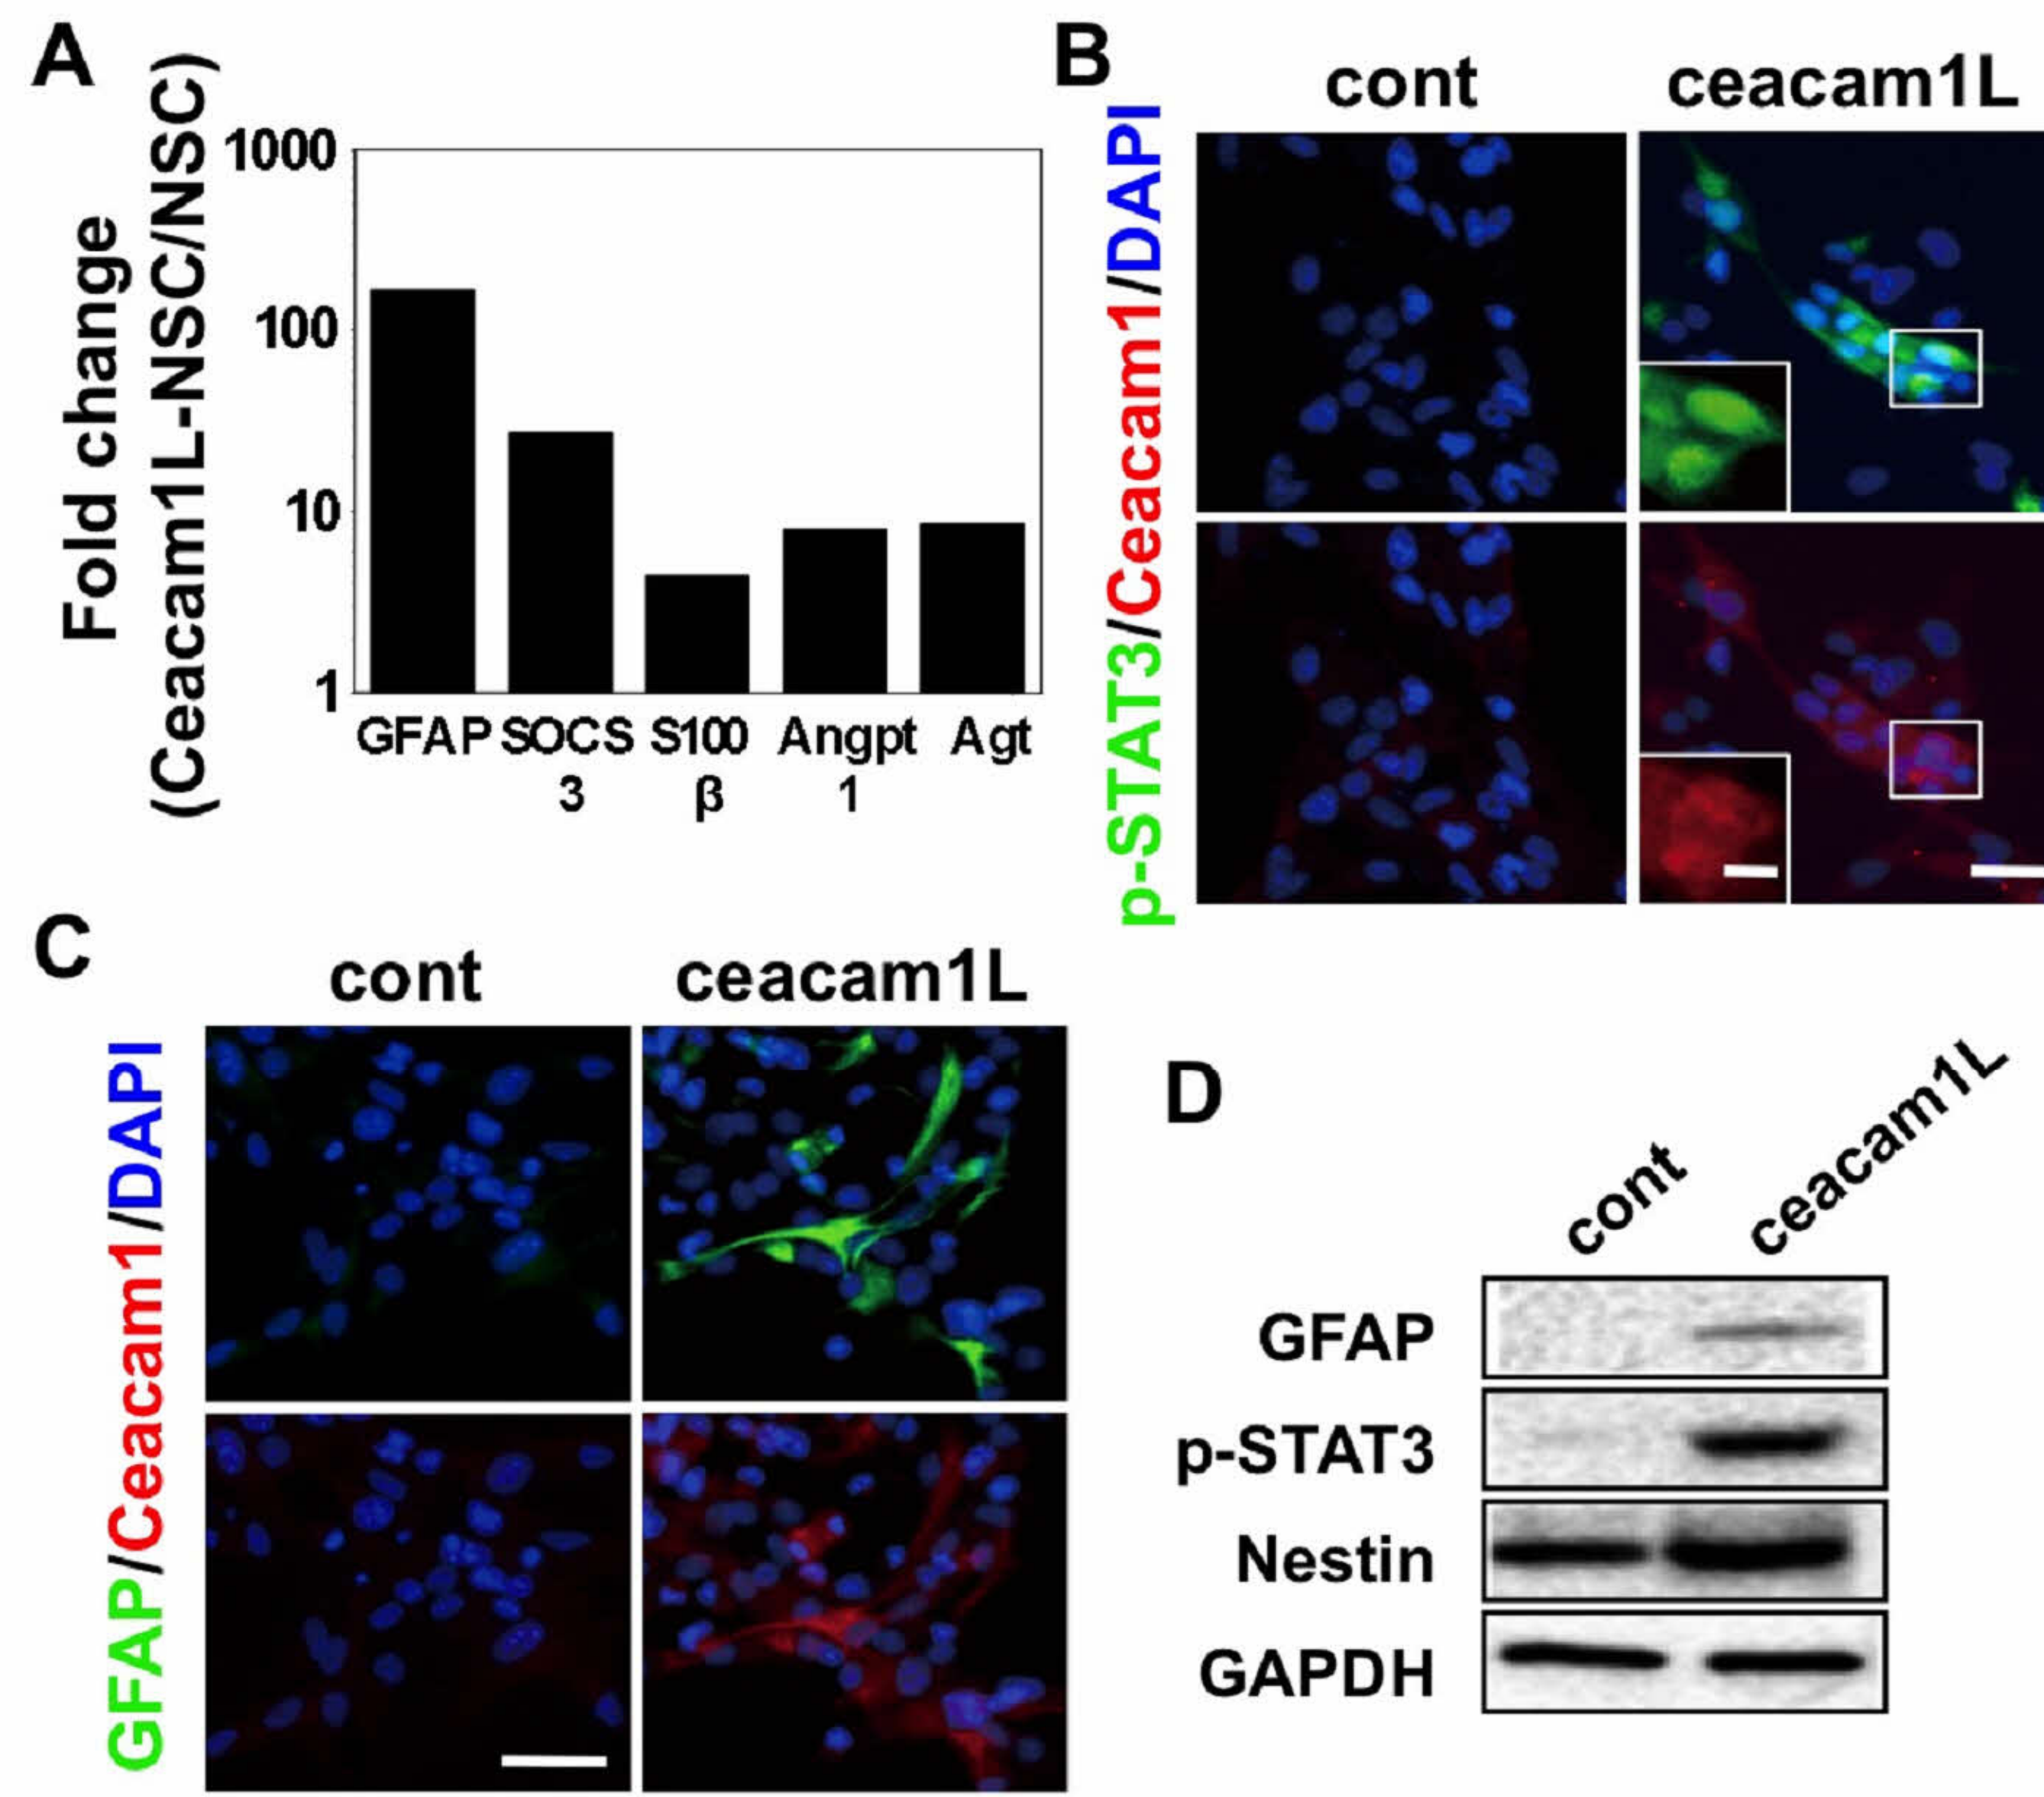 A
Fold change
(Ceacam1L-NSC/NSC)
1000
100
10
1
GFAP SOCS S100 Angpt Agt
3 β 1
B
cont ceacam1L
p-STAT3/Ceacam1/DAPI
C
cont ceacam1L
GFAP/Ceacam1/DAPI
D
cont ceacam1L
GFAP
p-STAT3
Nestin
GAPDH